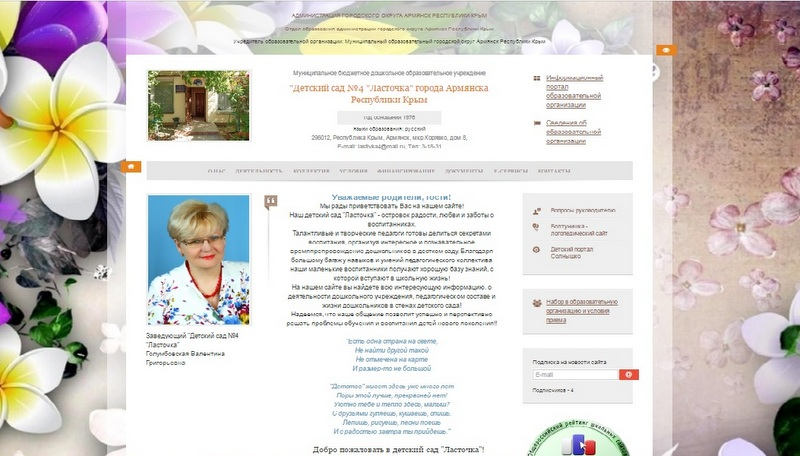 АДМИНИСТРАЦИЯ ГОРОДСКОГО ОКРУГА АРМЯНСК РЕСПУБЛИКИ КРЫМ
Отдел образования администрации городского округа Армянск Республики Крым
Учредитель образовательной организации: Муниципальный образовательный городской округ Армянск Республики Крым
Муниципальное бюджетное дошкольное образовательное учреждение
"Детский сад №4 "Ласточка" города Армянска
Республики Крым
Год основания 1976
Языки образования: русский
296012, Республика Крым, Армянск, мкр.Корявко, дом 8,
E-mail: lastivka@mail.ru, Тел:
Информационный
портал
образовательной
организации
Сведения об
образовательной
организации
О НАС ДЕЯТЕЛЬНОСТЬ КОЛЛЕКТИВ УСЛОВИЯ ФИНАНСИРОВАНИЕ ДОКУМЕНТЫ Е-СЕРВИСЫ КОНТАКТЫ
Уважаемые родители, гости!
Мы рады приветствовать Вас на нашем сайте!
Наш детский сад "Ласточка" - островок радости, любви и заботы о
воспитанниках.
Талантливые и творческие педагоги готовы делиться секретами
воспитания, организуя интересное и познавательное
времяпрепровождение дошкольников в детском саду. Благодаря
большому багажу навыков и умений педагогического коллектива
наши маленькие воспитанники получают хорошую базу знаний, с
которой вступают в школьную жизнь!
На нашем сайте вы найдете всю интересующую информацию, о
деятельности дошкольного учреждения, педагогическом составе и
жизни дошкольников в стенах детского сада!
Надеемся, что наше общение позволит успешно и перспективно
решать проблемы обучения и воспитания детей нового поколения!!
"Есть одна страна на свете,
Не найти другой такой
Не отмечена на карте
И размер-то не большой
"Детство" живет здесь уже много лет
Поры этой лучше, прекрасней нет!
Уютно тебе и тепло здесь, малыш?
С друзьями гуляешь, кушаешь, спишь.
Лепишь, рисуешь, песни поешь
И с радостью завтра ты прийдешь."
Добро пожаловать в детский сад "Ласточка"!
Заведующий "Детский сад №4
"Ласточка"
Голумбовская Валентина
Григорьевна
Вопросы руководителю
Болтунишка -
логопедический сайт
Детский портал
Солнышко
Набор в образовательную
организацию и условия
приема
Подписка на новости сайта
E-mail
Подписчиков - 4
Всероссийский рейтинг школьных сайтов